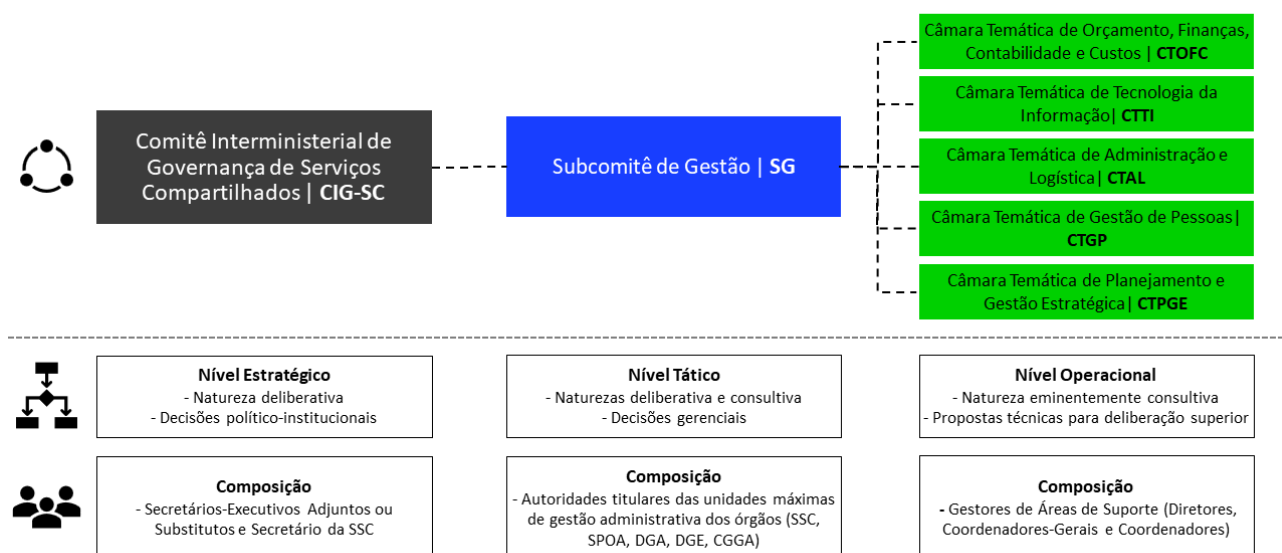 Comitê Interministerial de
Governança de Serviços
Compartilhados | CIG-SC
Subcomitê de Gestão | SG
Câmara Temática de Orçamento, Finanças,
Contabilidade e Custos | CTOFC
Câmara Temática de Tecnologia da
Informação| CTTI
Câmara Temática de Administração e
Logística | CTAL
Câmara Temática de Gestão de Pessoas|
CTGP
Câmara Temática de Planejamento e
Gestão Estratégica| CTPGE
Nível Estratégico
- Natureza deliberativa
- Decisões político-institucionais
Nível Tático
- Naturezas deliberativa e consultiva
- Decisões gerenciais
Nível Operacional
- Natureza eminentemente consultiva
- Propostas técnicas para deliberação superior
Composição
- Secretários-Executivos Adjuntos ou
Substitutos e Secretário da SSC
Composição
- Autoridades titulares das unidades máximas
de gestão administrativa dos órgãos (SSC,
SPOA, DGA, DGE, CGGA)
Composição
- Gestores de Áreas de Suporte (Diretores,
Coordenadores-Gerais e Coordenadores)